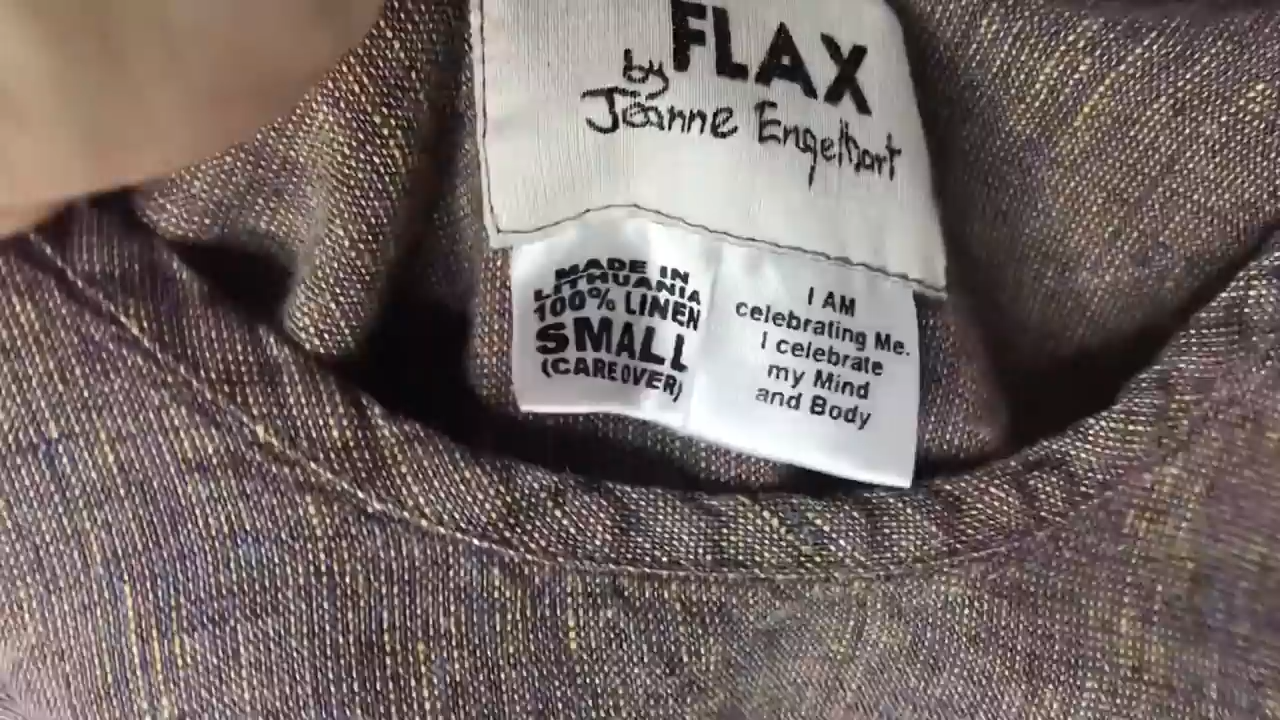 FLAX
by
Jeanne Engelhart
MADE IN
LITHUANIA
100% LINEN
SMALL
(CARE OVER)
I AM
celebrating Me.
I celebrate
my Mind
and Body